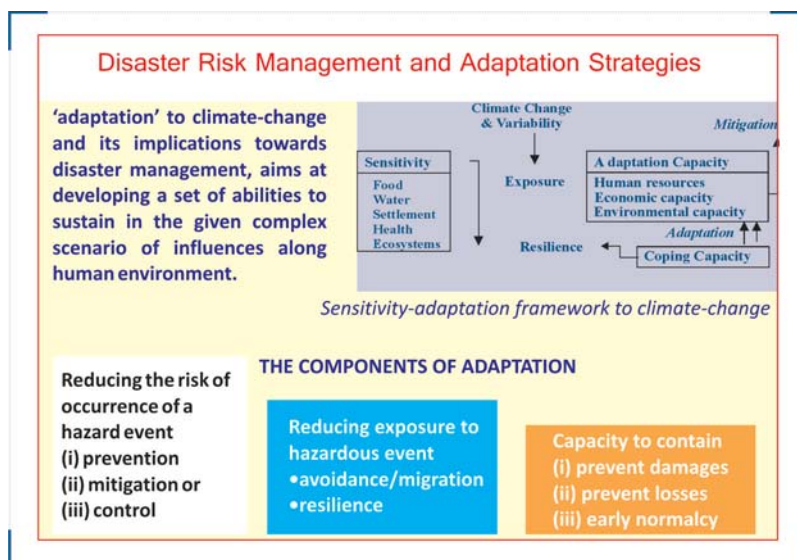 Disaster Risk Management and Adaptation Strategies
‘adaptation’ to climate-change
and its implications towards
disaster management, aims at
developing a set of abilities to
sustain in the given complex
scenario of influences along
human environment.
Climate Change
& Variability
Mitigation
Sensitivity
Food
Water
Settlement
Health
Ecosystems
Exposure
A daptation Capacity
Human resources
Economic capacity
Environmental capacity
Adaptation
Resilience
Coping Capacity
Sensitivity-adaptation framework to climate-change
THE COMPONENTS OF ADAPTATION
Reducing the risk of
occurrence of a
hazard event
(i) prevention
(ii) mitigation or
(iii) control
Reducing exposure to
hazardous event
•avoidance/migration
•resilience
Capacity to contain
(i) prevent damages
(ii) prevent losses
(iii) early normalcy